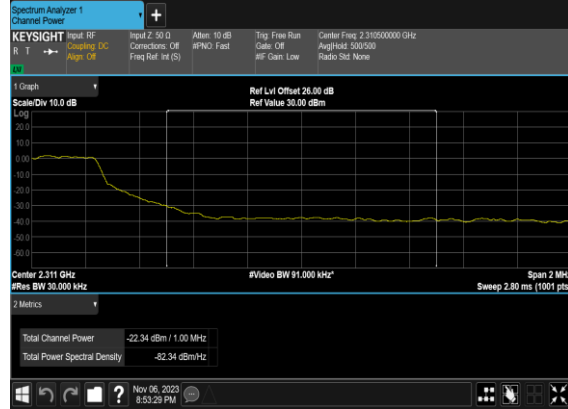 Spectrum Analyzer 1
Channel Power
+
KEYSIGHT
R T
Input: RF
Coupling: DC
Align: Off
Input Z: 50 Ω
Corrections: Off
Freq Ref: Int (S)
Atten: 10 dB
#PNO: Fast
Trig: Free Run
Gate: Off
#IF Gain: Low
Center Freq: 2.310500000 GHz
Avg|Hold: 500/500
Radio Std: None
1 Graph
Scale/Div 10.0 dB
Ref Lvl Offset 26.00 dB
Ref Value 30.00 dBm
Log
20.0
10.0
0.00
-10.0
-20.0
-30.0
-40.0
-50.0
-60.0
Center 2.311 GHz
#Res BW 30.000 kHz
#Video BW 91.000 kHz*
Span 2 MHz
Sweep 2.80 ms (1001 pts
2 Metrics
Total Channel Power -22.34 dBm / 1.00 MHz
Total Power Spectral Density -82.34 dBm/Hz
?
Nov 06, 2023
8:53:29 PM